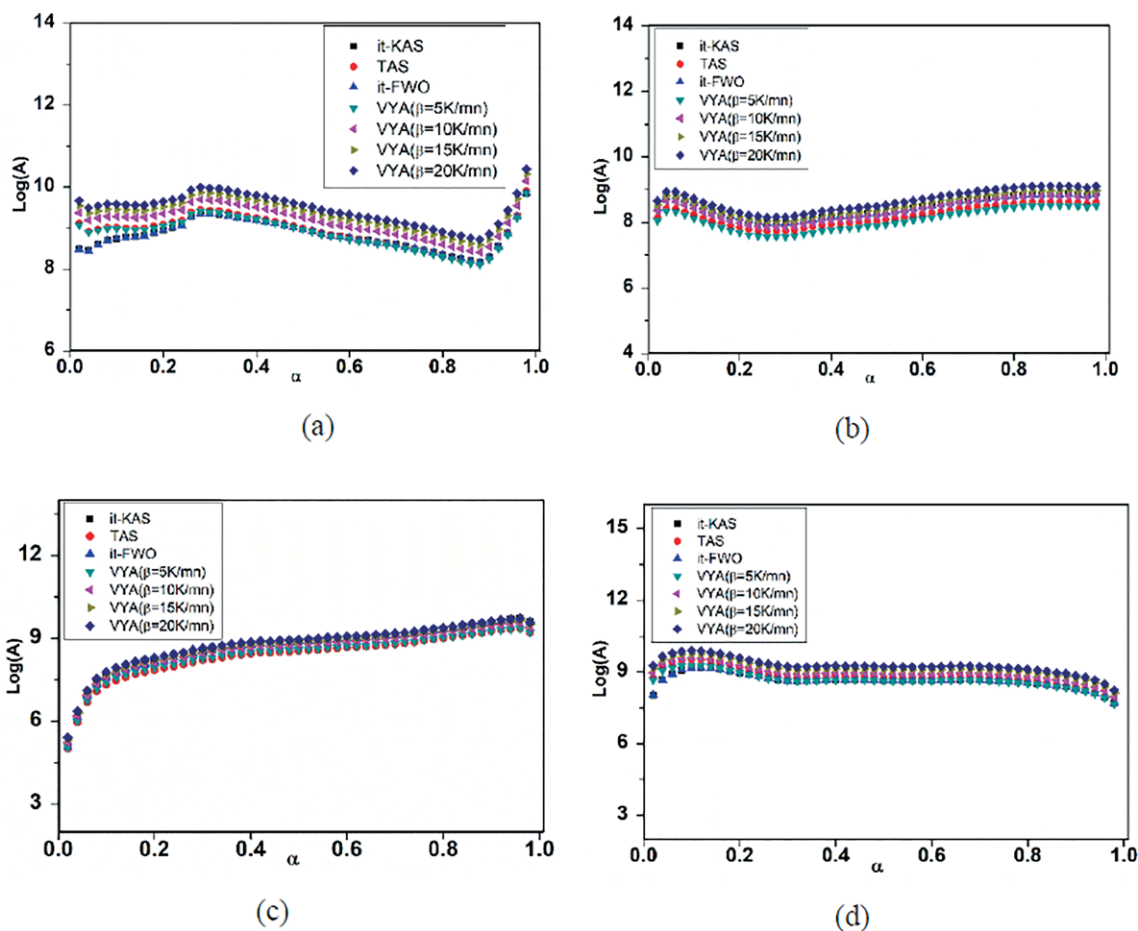 14
12
10
8
6
Log(A)
it-KAS
TAS
it-FWO
VYA(β=5K/mn)
VYA(β=10K/mn)
VYA(β=15K/mn)
VYA(β=20K/mn)
0.0 0.2 0.4 0.6 0.8 1.0
α
(a)
14
12
10
8
6
4
Log(A)
it-KAS
TAS
it-FWO
VYA(β=5K/mn)
VYA(β=10K/mn)
VYA(β=15K/mn)
VYA(β=20K/mn)
0.0 0.2 0.4 0.6 0.8 1.0
α
(b)
12
9
6
3
Log(A)
it-KAS
TAS
it-FWO
VYA(β=5K/mn)
VYA(β=10K/mn)
VYA(β=15K/mn)
VYA(β=20K/mn)
0.0 0.2 0.4 0.6 0.8 1.0
α
(c)
15
12
9
6
3
Log(A)
it-KAS
TAS
it-FWO
VYA(β=5K/mn)
VYA(β=10K/mn)
VYA(β=15K/mn)
VYA(β=20K/mn)
0.0 0.2 0.4 0.6 0.8 1.0
α
(d)